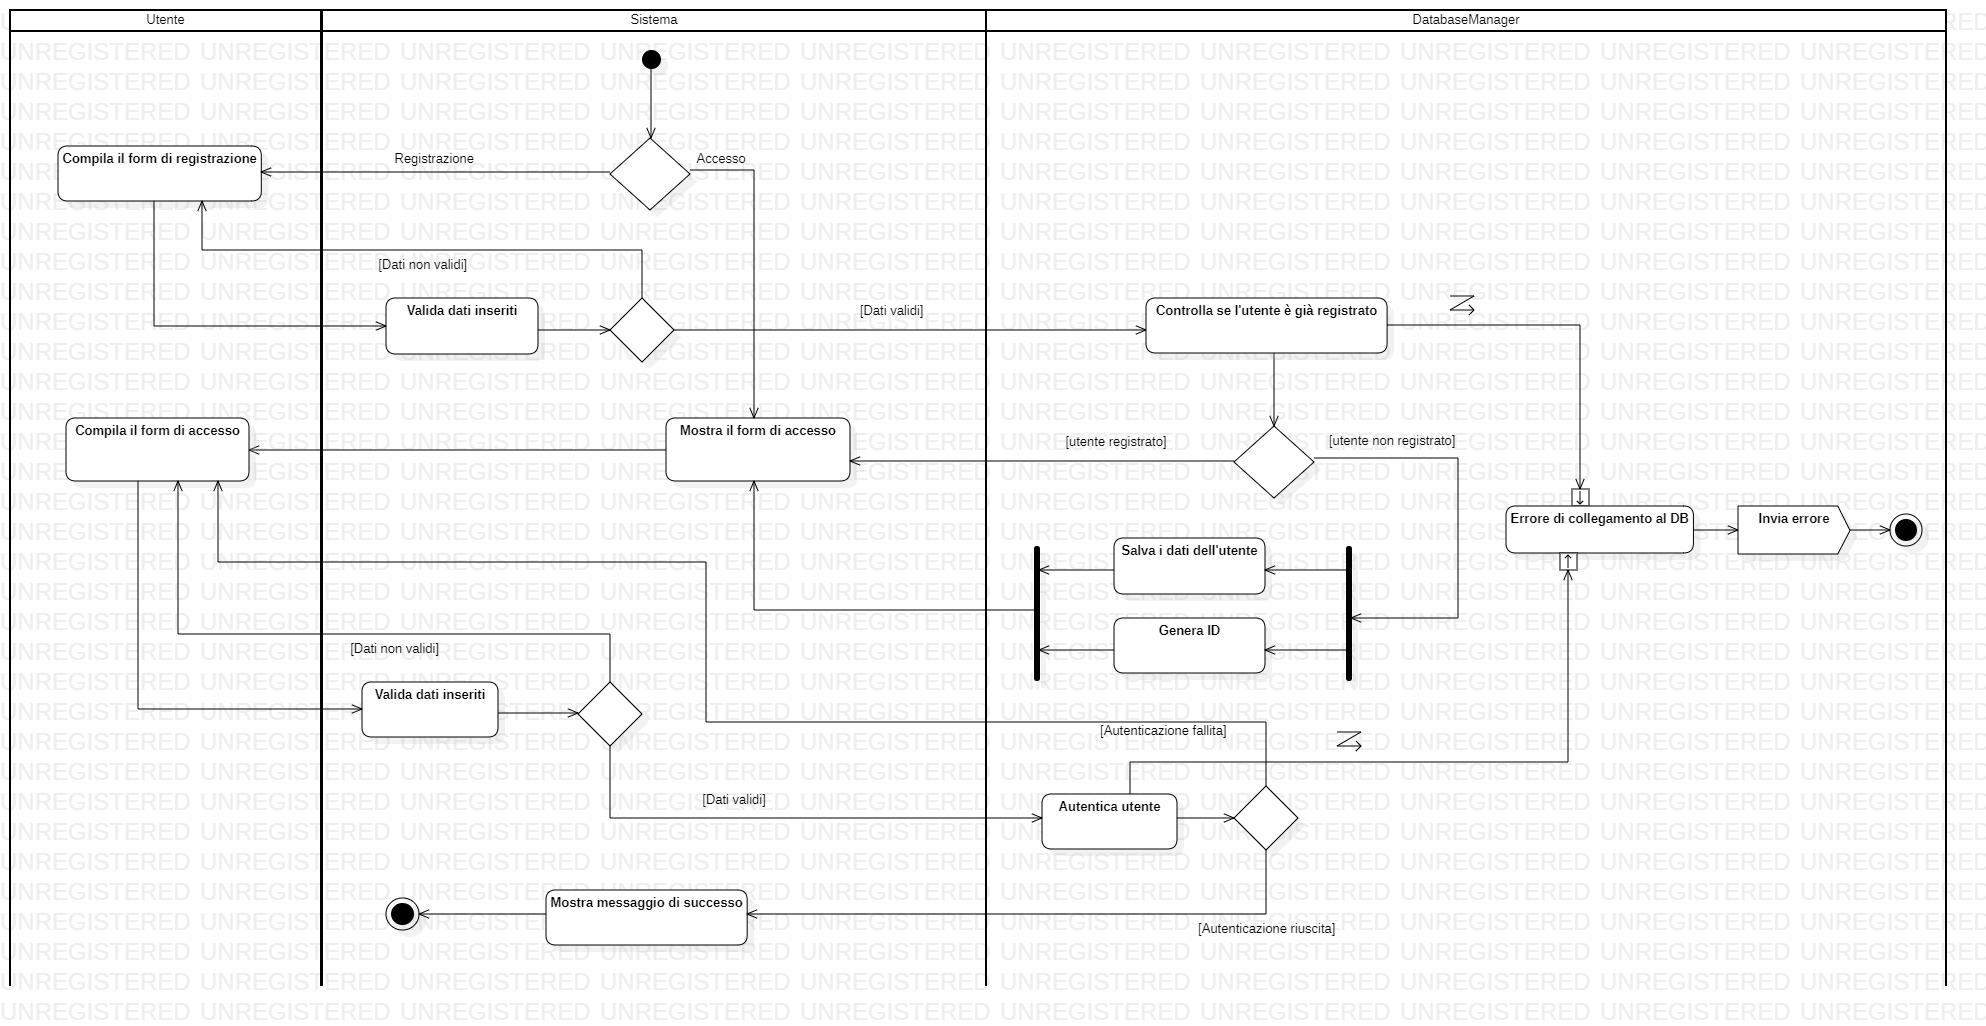 Utente
Sistema
DatabaseManager
Compila il form di registrazione
Registrazione
Accesso
[Dati non validi]
Valida dati inseriti
[Dati validi]
Controlla se l'utente è già registrato
Compila il form di accesso
Mostra il form di accesso
[utente registrato]
[utente non registrato]
Errore di collegamento al DB
Invia errore
Salva i dati dell'utente
Genera ID
[Dati non validi]
Valida dati inseriti
[Autenticazione fallita]
[Dati validi]
Autentica utente
Mostra messaggio di successo
[Autenticazione riuscita]
UNREGISTERED